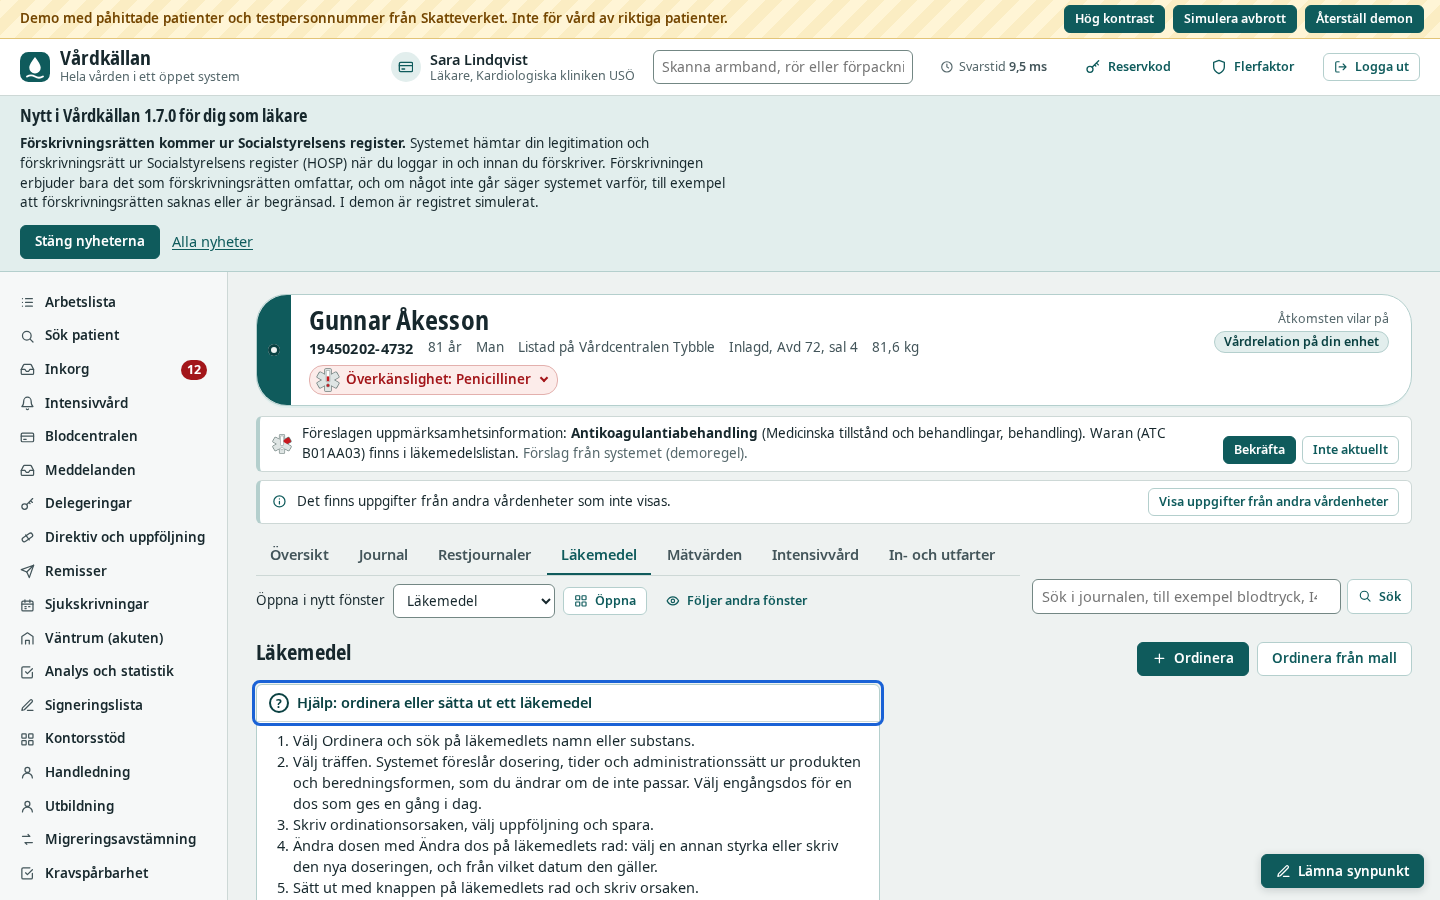 Demo med påhittade patienter och testpersonnummer från Skatteverket. Inte för vård av riktiga patienter.
Hög kontrast
Simulera avbrott
Återställ demon
Vårdkällan
Hela vården i ett öppet system
Sara Lindqvist
Läkare, Kardiologiska kliniken USÖ
Skanna armband, rör eller förpackni
Svarstid 9,5 ms
Reservkod
Flerfaktor
Logga ut
Nytt i Vårdkällan 1.7.0 för dig som läkare
Förskrivningsrätten kommer ur Socialstyrelsens register. Systemet hämtar din legitimation och
förskrivningsrätt ur Socialstyrelsens register (HOSP) när du loggar in och innan du förskriver. Förskrivningen
erbjuder bara det som förskrivningsrätten omfattar, och om något inte går säger systemet varför, till exempel
att förskrivningsrätten saknas eller är begränsad. I demon är registret simulerat.
Stäng nyheterna
Alla nyheter
Arbetslista
Sök patient
Inkorg
12
Intensivvård
Blodcentralen
Meddelanden
Delegeringar
Direktiv och uppföljning
Remisser
Sjukskrivningar
Väntrum (akuten)
Analys och statistik
Signeringslista
Kontorsstöd
Handledning
Utbildning
Migreringsavstämning
Kravspårbarhet
Gunnar Åkesson
19450202-4732 81 år Man Listad på Vårdcentralen Tybble Inlagd, Avd 72, sal 4 81,6 kg
Överkänslighet: Penicilliner
Åtkomsten vilar på
Vårdrelation på din enhet
Föreslagen uppmärksamhetsinformation: Antikoagulantiabehandling (Medicinska tillstånd och behandlingar, behandling). Waran (ATC
B01AA03) finns i läkemedelslistan. Förslag från systemet (demoregel).
Bekräfta
Inte aktuellt
Det finns uppgifter från andra vårdenheter som inte visas.
Visa uppgifter från andra vårdenheter
Översikt
Journal
Restjournaler
Läkemedel
Mätvärden
Intensivvård
In- och utfarter
Öppna i nytt fönster
Läkemedel
Öppna
Följer andra fönster
Sök i journalen, till exempel blodtryck, I4
Sök
Läkemedel
Ordinera
Ordinera från mall
Hjälp: ordinera eller sätta ut ett läkemedel
1. Välj Ordinera och sök på läkemedlets namn eller substans.
2. Välj träffen. Systemet föreslår dosering, tider och administrationssätt ur produkten
och beredningsformen, som du ändrar om de inte passar. Välj engångsdos för en
dos som ges en gång i dag.
3. Skriv ordinationsorsaken, välj uppföljning och spara.
4. Ändra dosen med Ändra dos på läkemedlets rad: välj en annan styrka eller skriv
den nya doseringen, och från vilket datum den gäller.
5. Sätt ut med knappen på läkemedlets rad och skriv orsaken.
Lämna synpunkt